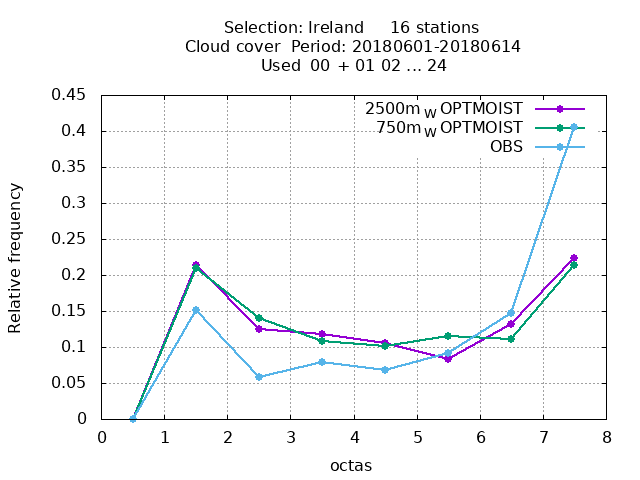 Selection: Ireland 16 stations
Cloud cover Period: 20180601-20180614
Used 00 + 01 02 ... 24
2500m W OPTMOIST
750m W OPTMOIST
OBS
Relative frequency
0.45
0.4
0.35
0.3
0.25
0.2
0.15
0.1
0.05
0
0 1 2 3 4 5 6 7 8
octas